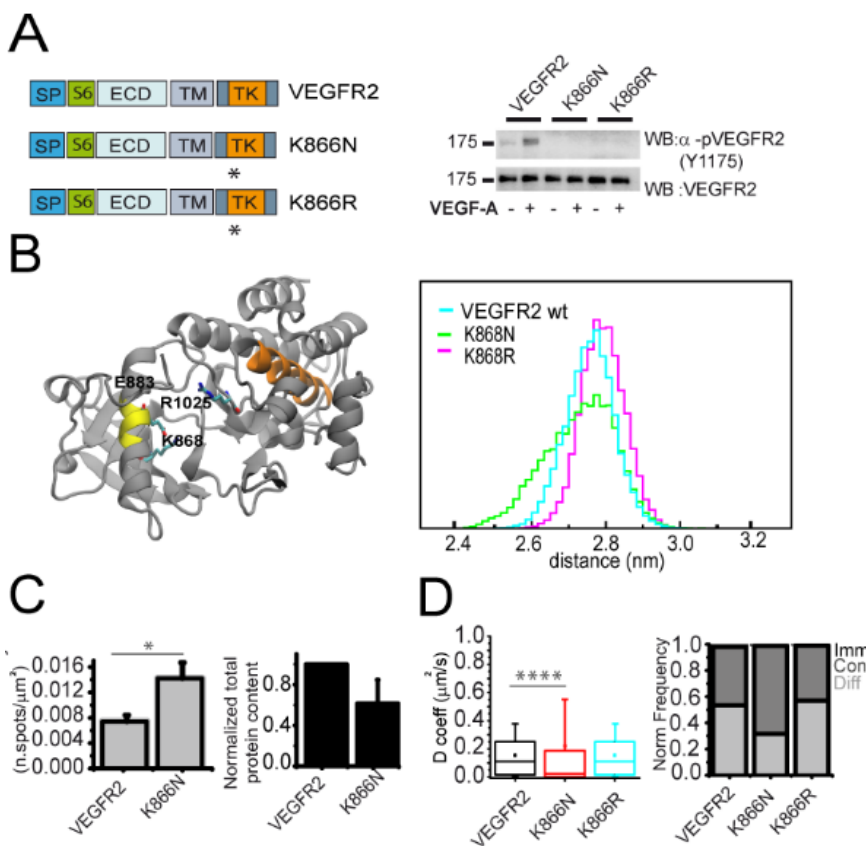 A
SP S6 ECD TM TK VEGFR2
SP S6 ECD TM TK K866N
*
SP S6 ECD TM TK K866R
*
VEGFR2 K866N K866R
175 WB:α -pVEGFR2
(Y1175)
175 WB :VEGFR2
VEGF-A - + - + - +
B
E883
R1025
K868
VEGFR2 wt
K868N
K868R
2.4 2.6 2.8 3.0 3.2
distance (nm)
C
(n.spots/µm²)
0.016
0.012
0.008
0.004
0.000
*
VEGFR2 K866N
Normalized total
protein content
0.8
0.4
0.0
VEGFR2 K866N
D
D coeff (µm²/s)
1.0
0.8
0.6
0.4
0.2
0.0
****
VEGFR2 K866N K866R
Norm Frequency
1.0
0.8
0.6
0.4
0.2
0.0
Imm
Con
Diff
VEGFR2 K866N K866R